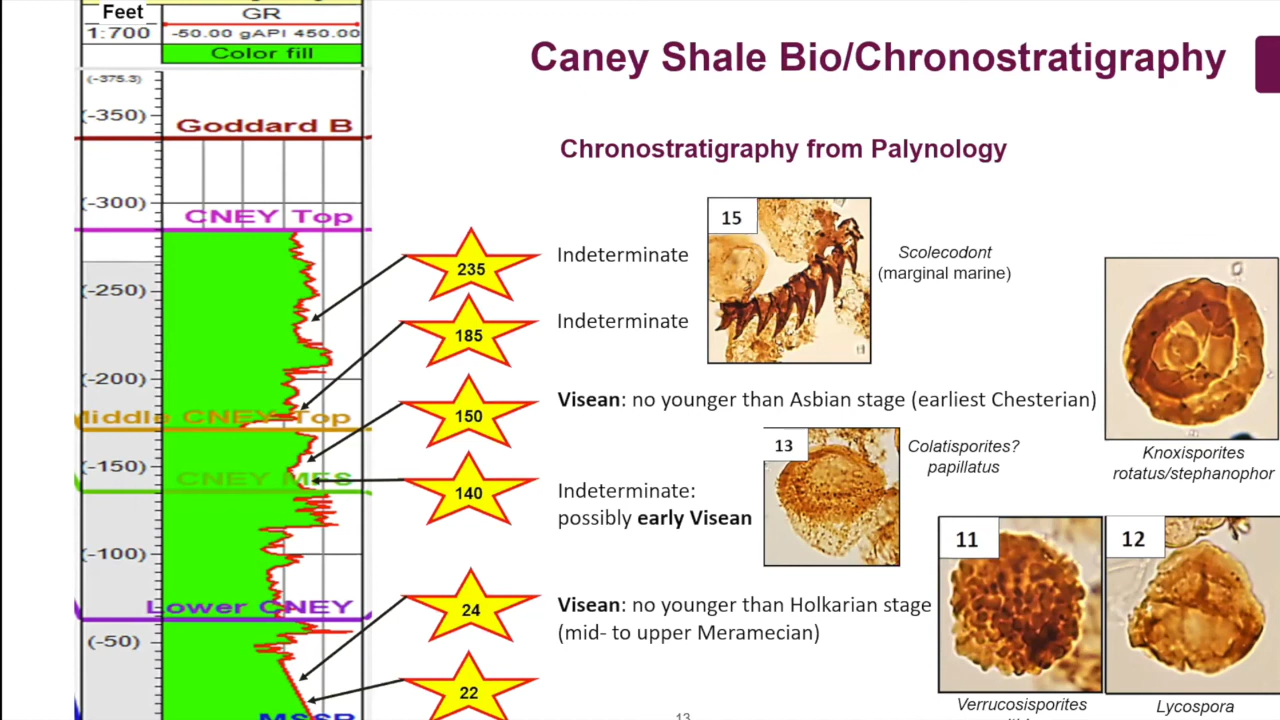 Feet
GR
1:700
-50.00 gAPI 450.00
Color fill
Caney Shale Bio/Chronostratigraphy
Chronostratigraphy from Palynology
(-375.3)
(-350)
Goddard B
(-300)
CNEY Top
(-250)
(-200)
Middle CNEY Top
(-150)
CNEY MFS
(-100)
Lower CNEY
(-50)
MSSP
235
Indeterminate
15
Scolecodont
(marginal marine)
185
Indeterminate
150
Visean: no younger than Asbian stage (earliest Chesterian)
Knoxisporites
rotatus/stephanophor
140
Indeterminate:
possibly early Visean
13
Colatisporites?
papillatus
24
Visean: no younger than Holkarian stage
(mid- to upper Meramecian)
22
11
Verrucosisporites
12
Lycospora
13